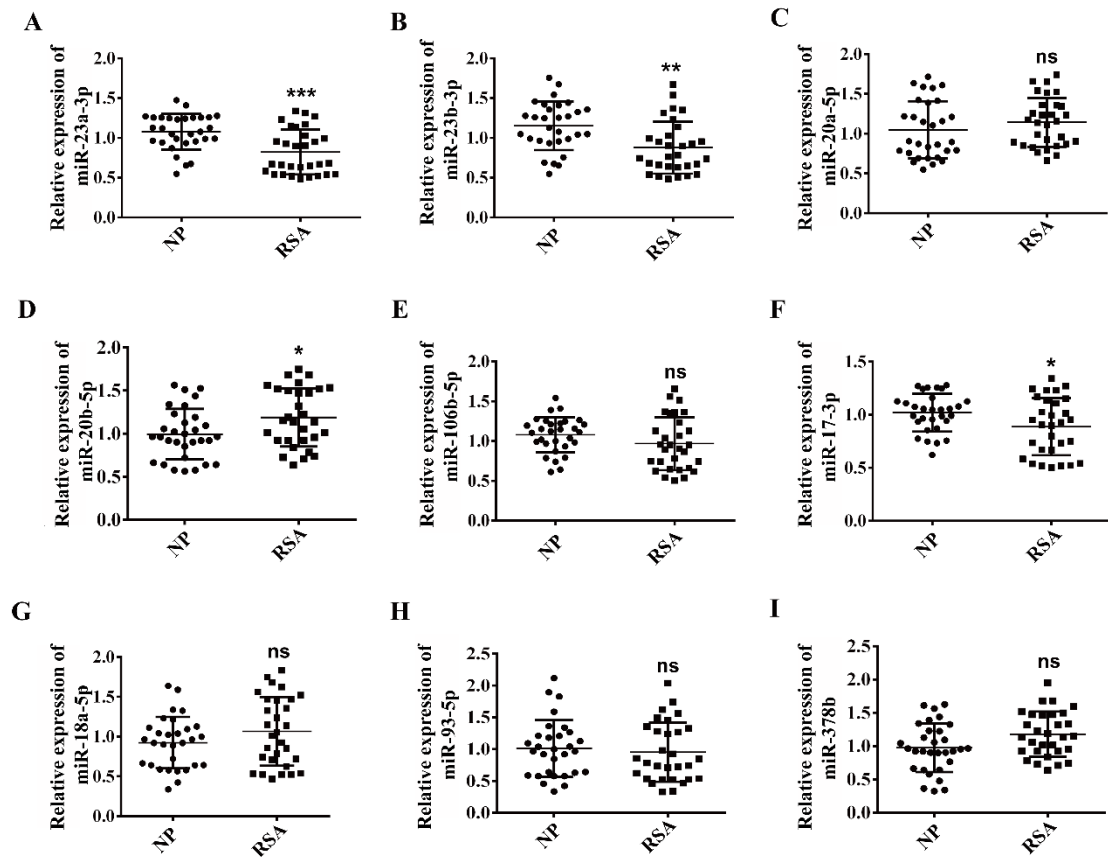 A
Relative expression of
miR-23a-3p
2.0
1.5
1.0
0.5
0.0
***
NP
RSA
B
Relative expression of
miR-23b-3p
2.0
1.5
1.0
0.5
0.0
**
NP
RSA
C
Relative expression of
miR-20a-5p
2.0
1.5
1.0
0.5
0.0
ns
NP
RSA
D
Relative expression of
miR-20b-5p
2.0
1.5
1.0
0.5
0.0
*
NP
RSA
E
Relative expression of
miR-106b-5p
2.0
1.5
1.0
0.5
0.0
ns
NP
RSA
F
Relative expression of
miR-17-3p
1.5
1.0
0.5
0.0
*
NP
RSA
G
Relative expression of
miR-18a-5p
2.0
1.5
1.0
0.5
0.0
ns
NP
RSA
H
Relative expression of
miR-93-5p
2.5
2.0
1.5
1.0
0.5
0.0
ns
NP
RSA
I
Relative expression of
miR-378b
2.5
2.0
1.5
1.0
0.5
0.0
ns
NP
RSA